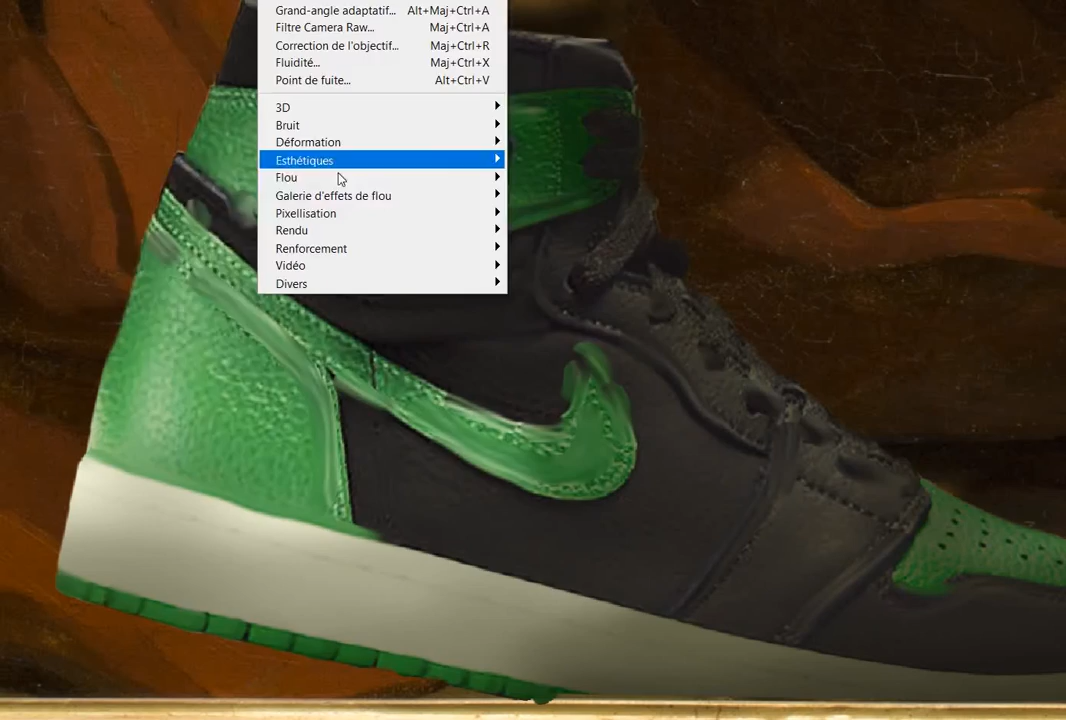 Grand-angle adaptatif... Alt+Maj+Ctrl+A
Filtre Camera Raw... Maj+Ctrl+A
Correction de l'objectif... Maj+Ctrl+R
Fluidité... Maj+Ctrl+X
Point de fuite... Alt+Ctrl+V
3D
Bruit
Déformation
Esthétiques
Flou
Galerie d'effets de flou
Pixellisation
Rendu
Renforcement
Vidéo
Divers